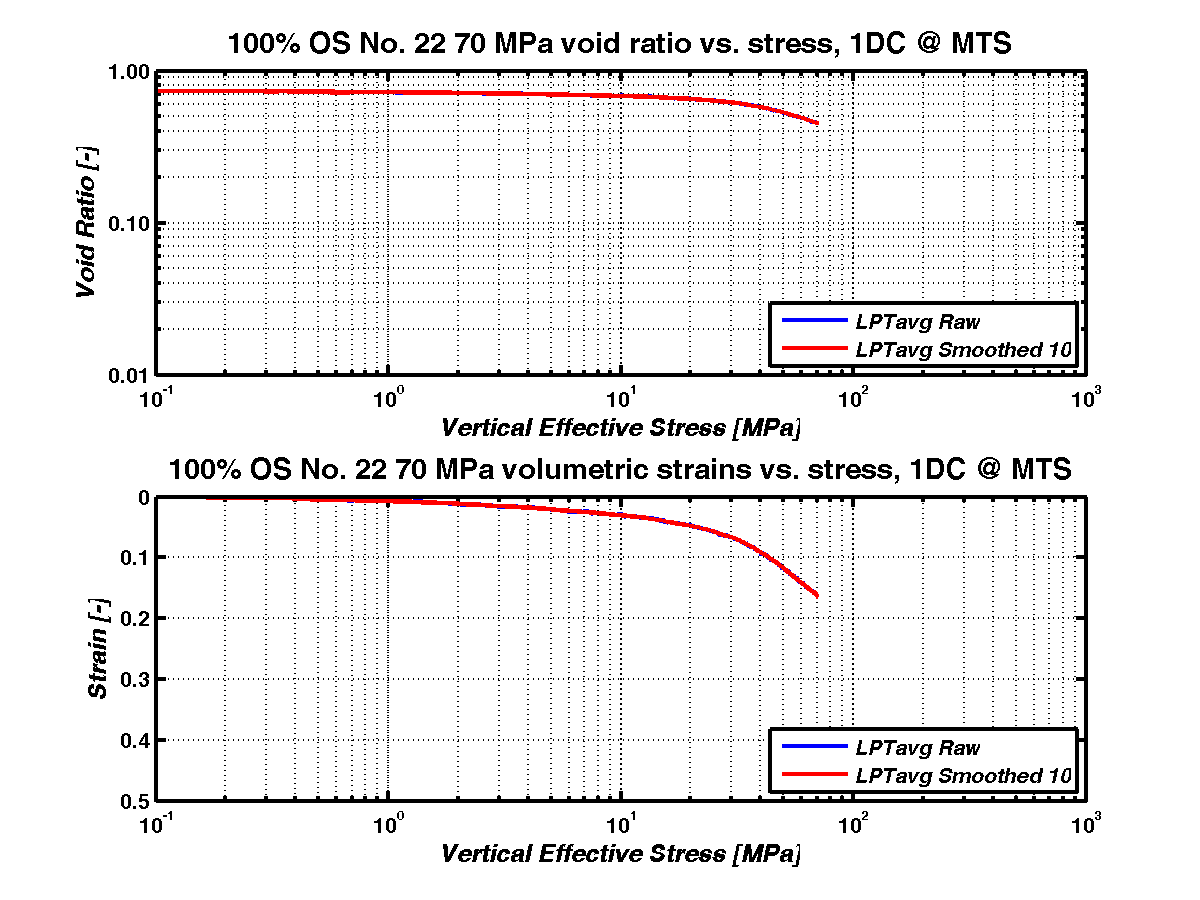 100% OS No. 22 70 MPa void ratio vs. stress, 1DC @ MTS
1.00
0.10
0.01
Void Ratio [-]
LPTavg Raw
LPTavg Smoothed 10
10⁻¹ 10⁰ 10¹ 10² 10³
Vertical Effective Stress [MPa]
100% OS No. 22 70 MPa volumetric strains vs. stress, 1DC @ MTS
0
0.1
0.2
0.3
0.4
0.5
Strain [-]
LPTavg Raw
LPTavg Smoothed 10
10⁻¹ 10⁰ 10¹ 10² 10³
Vertical Effective Stress [MPa]